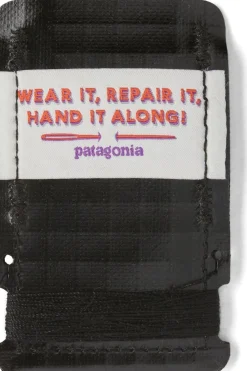 WEAR IT, REPAIR IT,
HAND IT ALONG!
patagonia